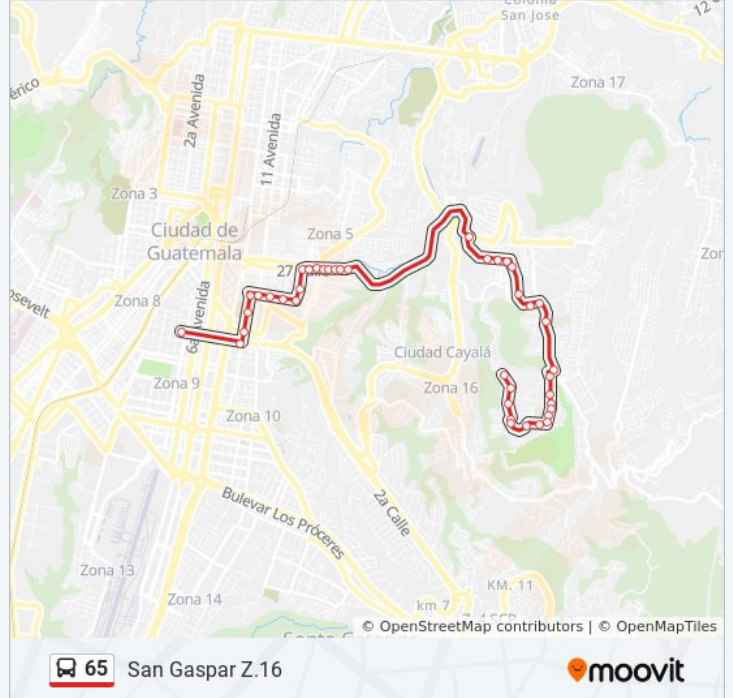 San Jose
12 C
Zona 17
érico
2a Avenida
11 Avenida
Zona 3
Ciudad de
Guatemala
Zona 5
Zor
27
osevelt
Zona 8
6a Avenida
Ciudad Cayalá
Zona 9
Zona 16
Zona 10
Bulevar Los Próceres
2a Calle
Zona 13
KM. 11
Zona 14
km 7
© OpenStreetMap contributors | © OpenMapTiles
65 San Gaspar Z.16
moovit